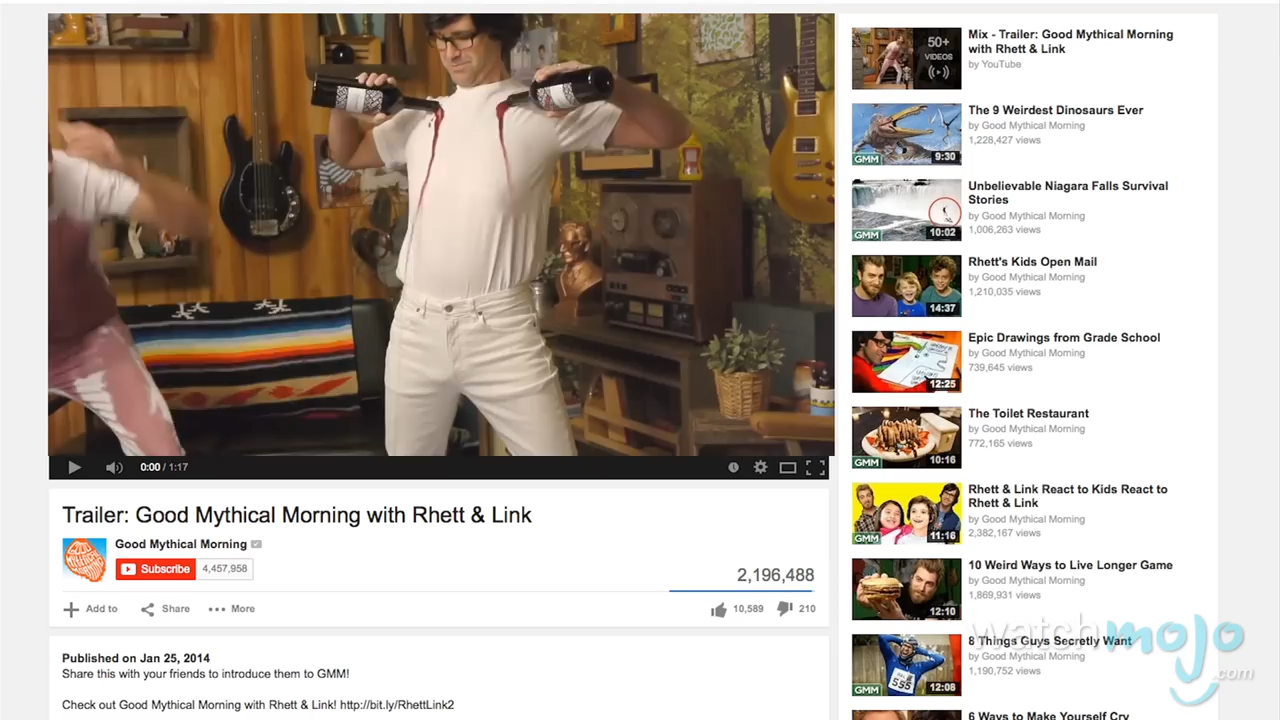 0:00 / 1:17
Trailer: Good Mythical Morning with Rhett & Link
GOOD MYTHICAL MORNING
Good Mythical Morning
Subscribe 4,457,958
2,196,488
Add to Share More
10,589 210
Published on Jan 25, 2014
Share this with your friends to introduce them to GMM!
Check out Good Mythical Morning with Rhett & Link! http://bit.ly/RhettLink2
50+
VIDEOS
Mix - Trailer: Good Mythical Morning
with Rhett & Link
by YouTube
GMM 9:30
The 9 Weirdest Dinosaurs Ever
by Good Mythical Morning
1,228,427 views
GMM 10:02
Unbelievable Niagara Falls Survival
Stories
by Good Mythical Morning
1,006,263 views
14:37
Rhett's Kids Open Mail
by Good Mythical Morning
1,210,035 views
12:25
Epic Drawings from Grade School
by Good Mythical Morning
739,645 views
GMM 10:16
The Toilet Restaurant
by Good Mythical Morning
772,165 views
GMM 11:16
Rhett & Link React to Kids React to
Rhett & Link
by Good Mythical Morning
2,382,167 views
12:10
10 Weird Ways to Live Longer Game
by Good Mythical Morning
1,869,931 views
555
GMM 12:08
8 Things Guys Secretly Want
by Good Mythical Morning
1,190,752 views
6 Ways to Make Yourself Cry
watchmojo
.com